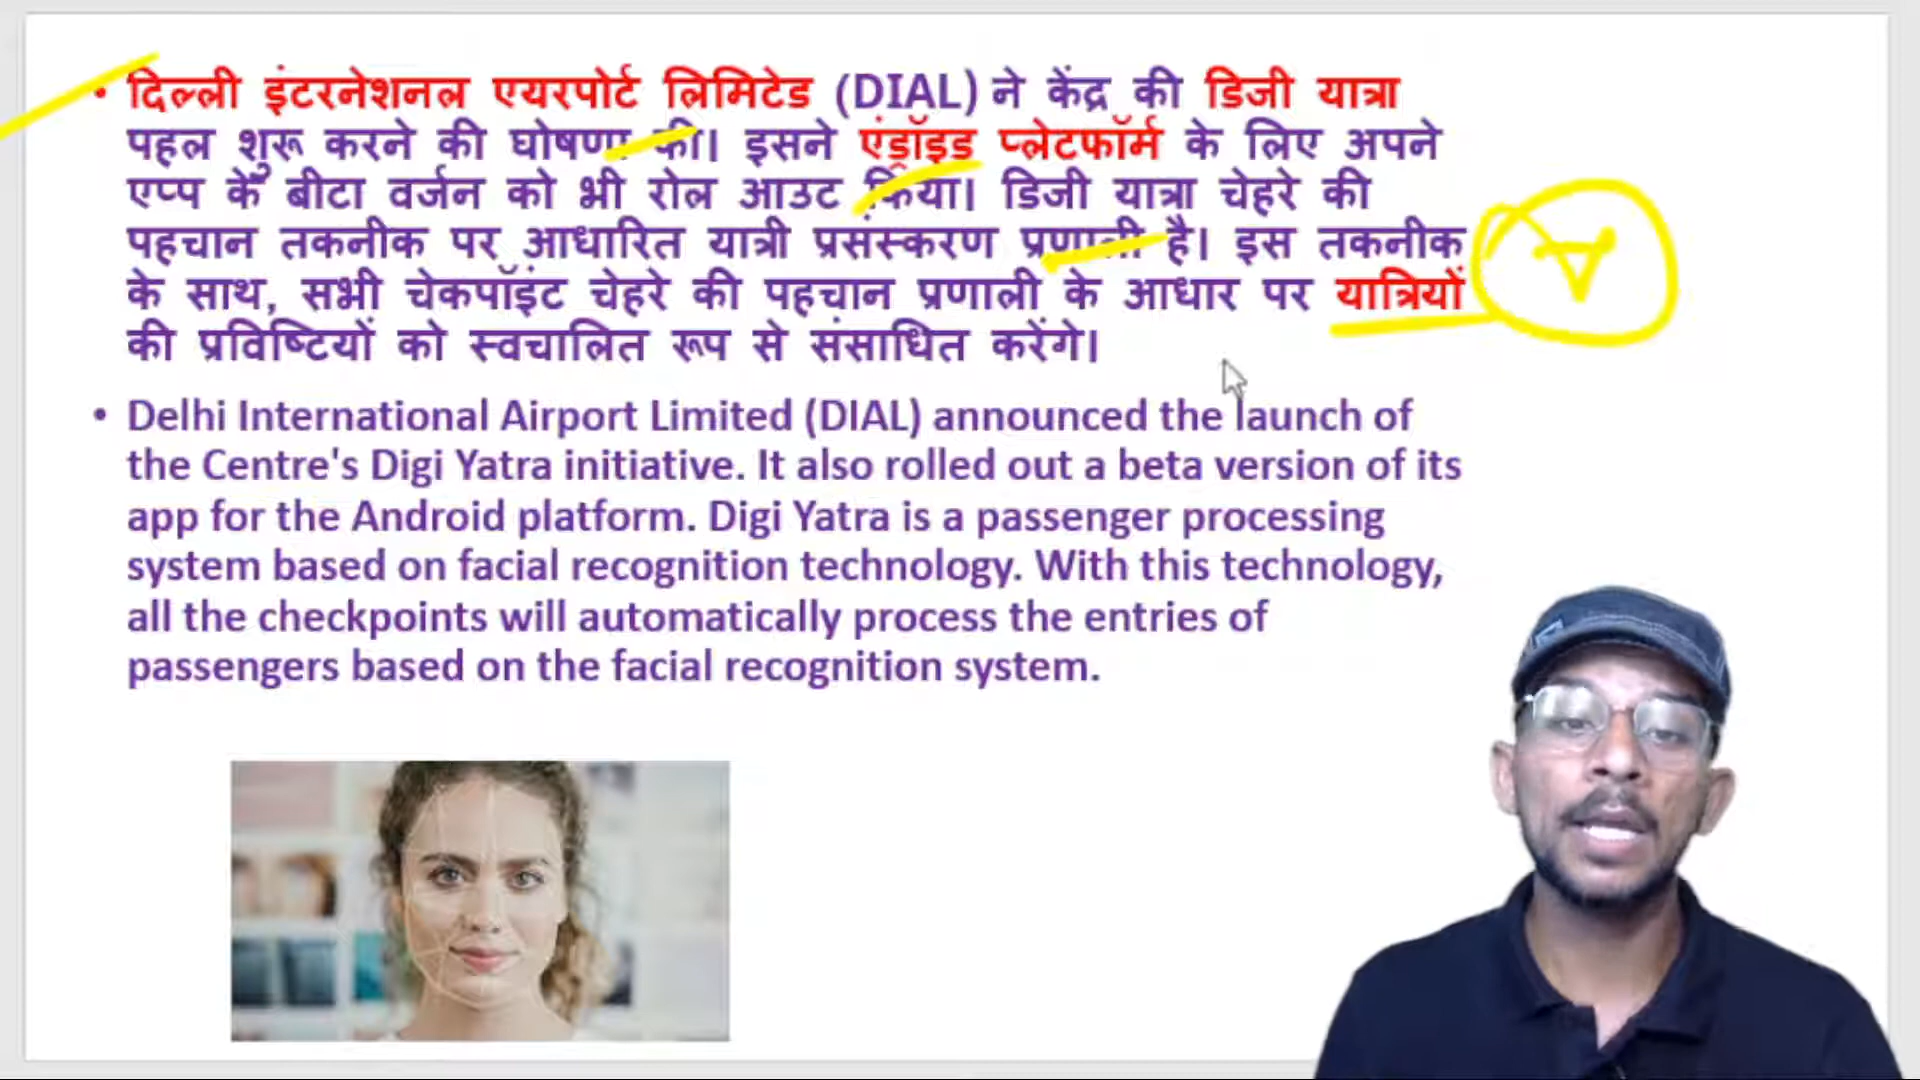 • दिल्ली इंटरनेशनल एयरपोर्ट लिमिटेड (DIAL) ने केंद्र की डिजी यात्रा
पहल शुरू करने की घोषणा की। इसने एंड्रॉइड प्लेटफॉर्म के लिए अपने
एप्प के बीटा वर्जन को भी रोल आउट किया। डिजी यात्रा चेहरे की
पहचान तकनीक पर आधारित यात्री प्रसंस्करण प्रणाली है। इस तकनीक
के साथ, सभी चेकपॉइंट चेहरे की पहचान प्रणाली के आधार पर यात्रियों
की प्रविष्टियों को स्वचालित रूप से संसाधित करेंगे।
• Delhi International Airport Limited (DIAL) announced the launch of
the Centre's Digi Yatra initiative. It also rolled out a beta version of its
app for the Android platform. Digi Yatra is a passenger processing
system based on facial recognition technology. With this technology,
all the checkpoints will automatically process the entries of
passengers based on the facial recognition system.